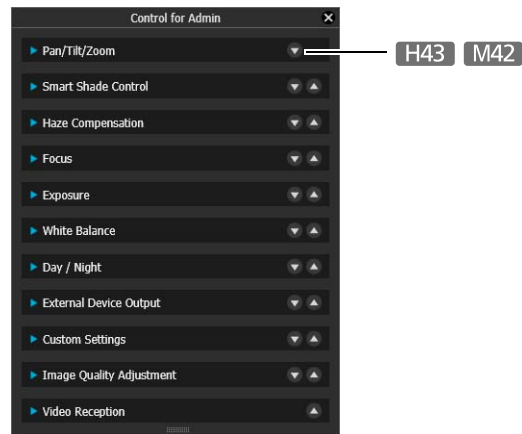 Control for Admin
Pan/Tilt/Zoom
H43 M42
Smart Shade Control
Haze Compensation
Focus
Exposure
White Balance
Day / Night
External Device Output
Custom Settings
Image Quality Adjustment
Video Reception